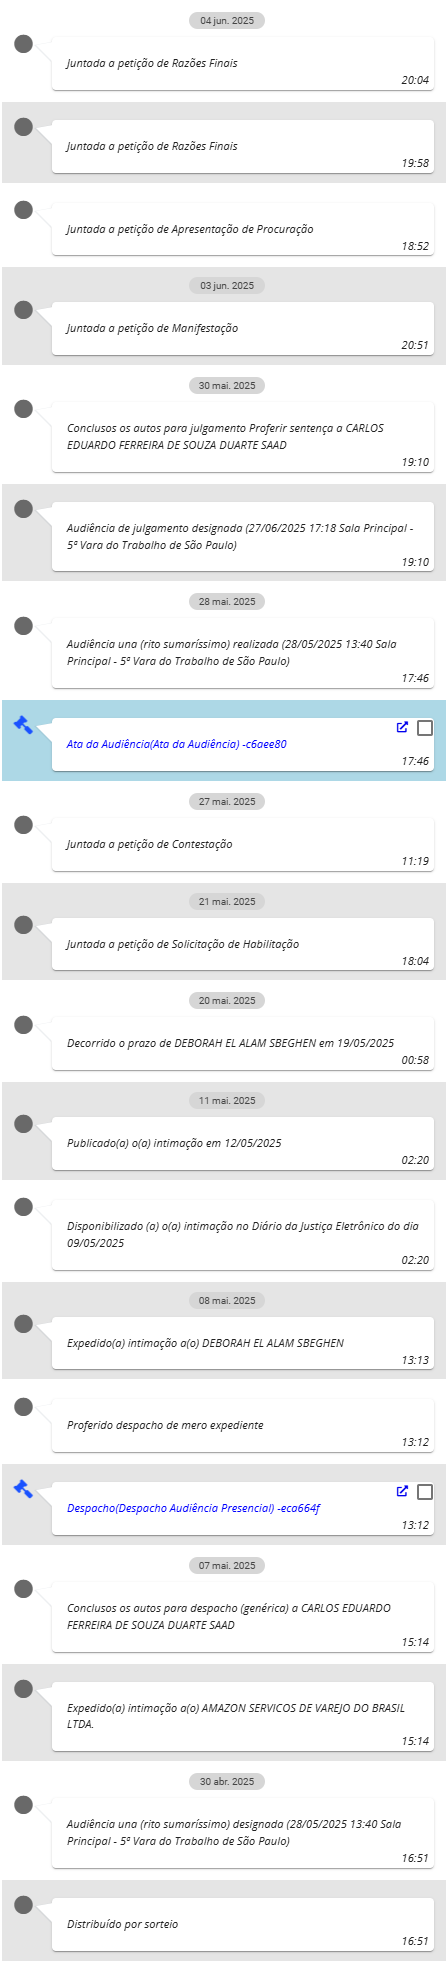 04 jun. 2025
Juntada a petição de Razões Finais
20:04
Juntada a petição de Razões Finais
19:58
Juntada a petição de Apresentação de Procuração
18:52
03 jun. 2025
Juntada a petição de Manifestação
20:51
30 mai. 2025
Conclusos os autos para julgamento Proferir sentença a CARLOS
EDUARDO FERREIRA DE SOUZA DUARTE SAAD
19:10
Audiência de julgamento designada (27/06/2025 17:18 Sala Principal -
5ª Vara do Trabalho de São Paulo)
19:10
28 mai. 2025
Audiência una (rito sumaríssimo) realizada (28/05/2025 13:40 Sala
Principal - 5ª Vara do Trabalho de São Paulo)
17:46
Ata da Audiência(Ata da Audiência) -c6aee80
17:46
27 mai. 2025
Juntada a petição de Contestação
11:19
21 mai. 2025
Juntada a petição de Solicitação de Habilitação
18:04
20 mai. 2025
Decorrido o prazo de DEBORAH EL ALAM SBEGHEN em 19/05/2025
00:58
11 mai. 2025
Publicado(a) o(a) intimação em 12/05/2025
02:20
Disponibilizado (a) o(a) intimação no Diário da Justiça Eletrônico do dia
09/05/2025
02:20
08 mai. 2025
Expedido(a) intimação a(o) DEBORAH EL ALAM SBEGHEN
13:13
Proferido despacho de mero expediente
13:12
Despacho(Despacho Audiência Presencial) -eca664f
13:12
07 mai. 2025
Conclusos os autos para despacho (genérica) a CARLOS EDUARDO
FERREIRA DE SOUZA DUARTE SAAD
15:14
Expedido(a) intimação a(o) AMAZON SERVICOS DE VAREJO DO BRASIL
LTDA.
15:14
30 abr. 2025
Audiência una (rito sumaríssimo) designada (28/05/2025 13:40 Sala
Principal - 5ª Vara do Trabalho de São Paulo)
16:51
Distribuído por sorteio
16:51